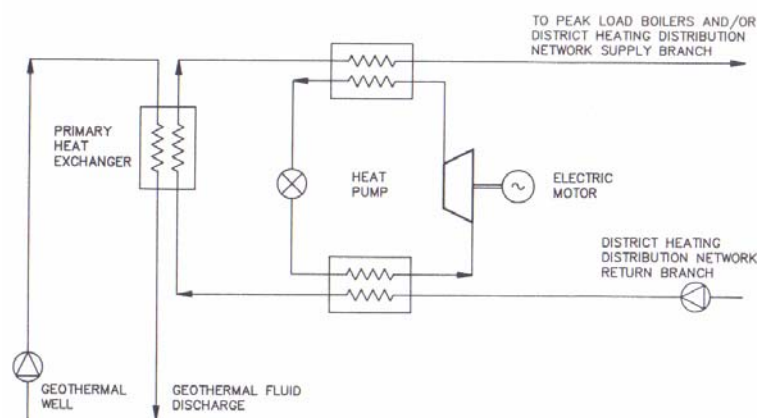 TO PEAK LOAD BOILERS AND/OR
DISTRICT HEATING DISTRIBUTION
NETWORK SUPPLY BRANCH
PRIMARY
HEAT
EXCHANGER
HEAT
PUMP
ELECTRIC
MOTOR
DISTRICT HEATING
DISTRIBUTION NETWORK
RETURN BRANCH
GEOTHERMAL
WELL
GEOTHERMAL FLUID
DISCHARGE